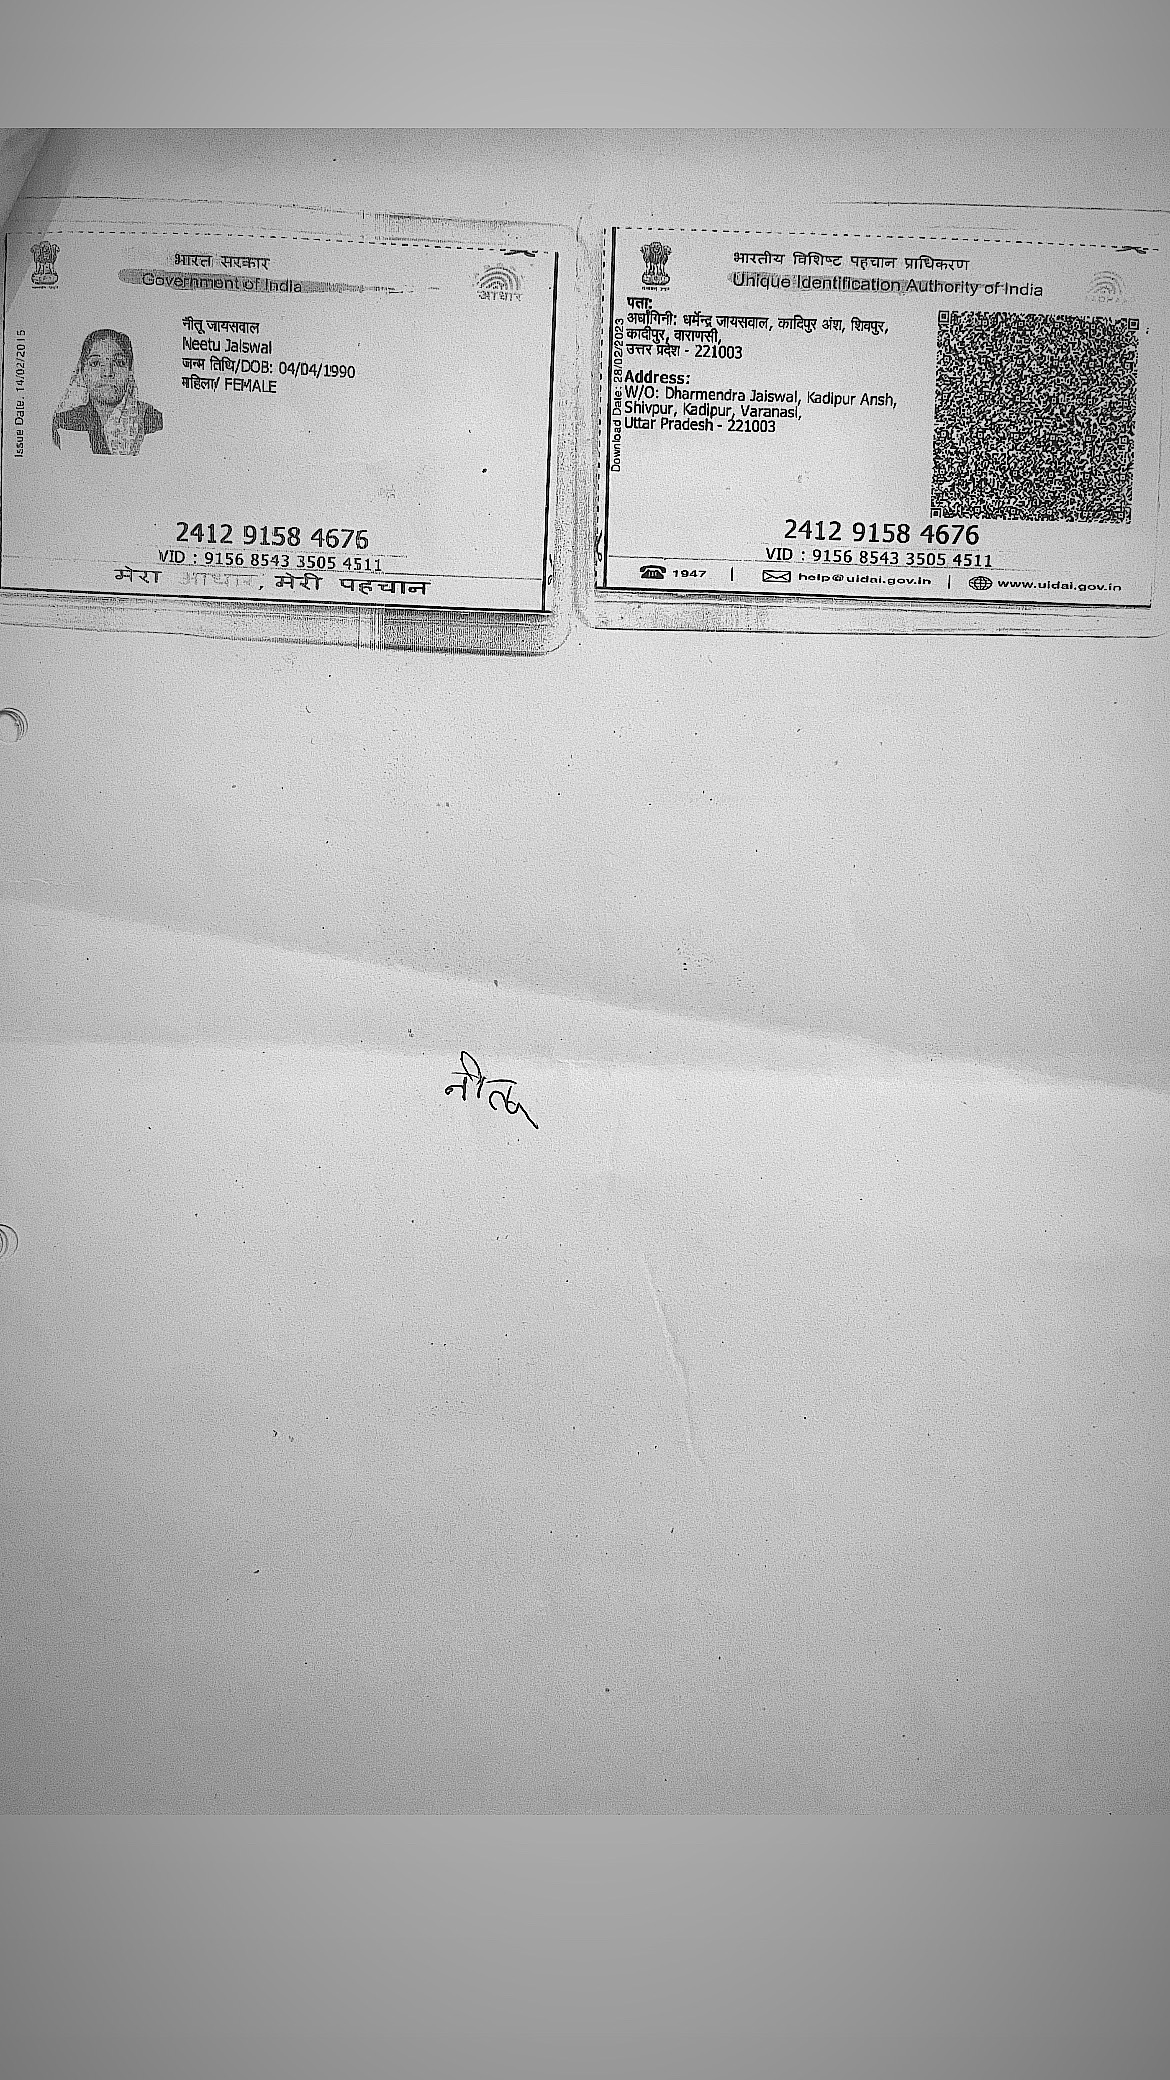 भारत सरकार
Government of India
आधार
Issue Date: 14/02/2015
नीतू जायसवाल
Neetu Jaiswal
जन्म तिथि/DOB: 04/04/1990
महिला/ FEMALE
2412 9158 4676
VID : 9156 8543 3505 4511
मेरा आधार, मेरी पहचान
भारतीय विशिष्ट पहचान प्राधिकरण
Unique Identification Authority of India
Download Date: 28/02/2023
पता:
अर्धांगिनी: धर्मेन्द्र जायसवाल, कादिपुर अंश, शिवपुर,
कादीपुर, वाराणसी,
उत्तर प्रदेश - 221003
Address:
W/O: Dharmendra Jaiswal, Kadipur Ansh,
Shivpur, Kadipur, Varanasi,
Uttar Pradesh - 221003
2412 9158 4676
VID : 9156 8543 3505 4511
1947 | help@uidai.gov.in | www.uidai.gov.in
नीतू